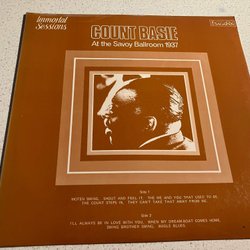 Immortal
Sessions
COUNT BASIE
At the Savoy Ballroom 1937
Side 1
MOTEN SWING, SHOUT AND FEEL IT, THE ME AND YOU THAT USED TO BE
THE COUNT STEPS IN, THEY CAN'T TAKE THAT AWAY FROM ME.
Side 2
I'LL ALWAYS BE IN LOVE WITH YOU, WHEN MY DREAM BOAT COMES HOME,
SWING BROTHER SWING, BUGLE BLUES.